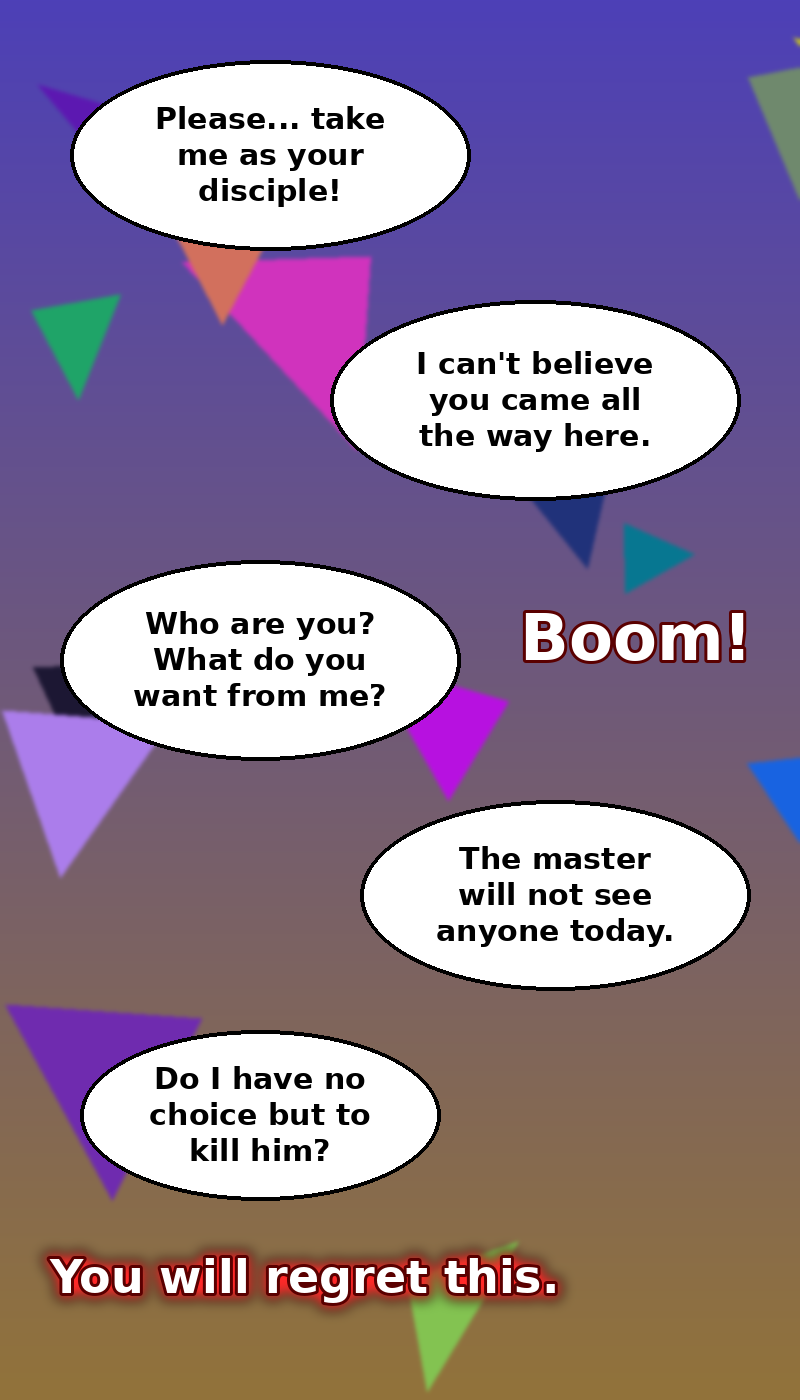 Please... take
me as your
disciple!
I can't believe
you came all
the way here.
Who are you?
What do you
want from me?
Boom!
The master
will not see
anyone today.
Do I have no
choice but to
kill him?
You will regret this.